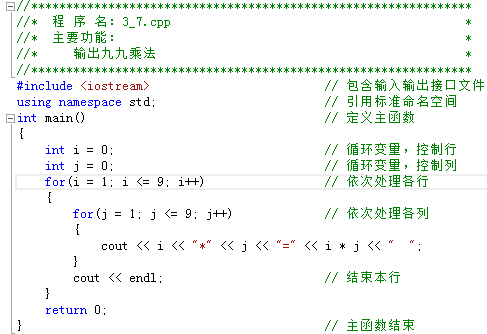 //***************************************************************
//*  程 序 名：3_7.cpp                                          *
//*  主要功能：                                                 *
//*     输出九九乘法                                            *
//***************************************************************
#include <iostream>                         // 包含输入输出接口文件
using namespace std;                        // 引用标准命名空间
int main()                                  // 定义主函数
{
    int i = 0;                              // 循环变量，控制行
    int j = 0;                              // 循环变量，控制列
    for(i = 1; i <= 9; i++)                 // 依次处理各行
    {
        for(j = 1; j <= 9; j++)             // 依次处理各列
        {
            cout << i << "*" << j << "=" << i * j << "  ";
        }
        cout << endl;                       // 结束本行
    }
    return 0;
}                                           // 主函数结束